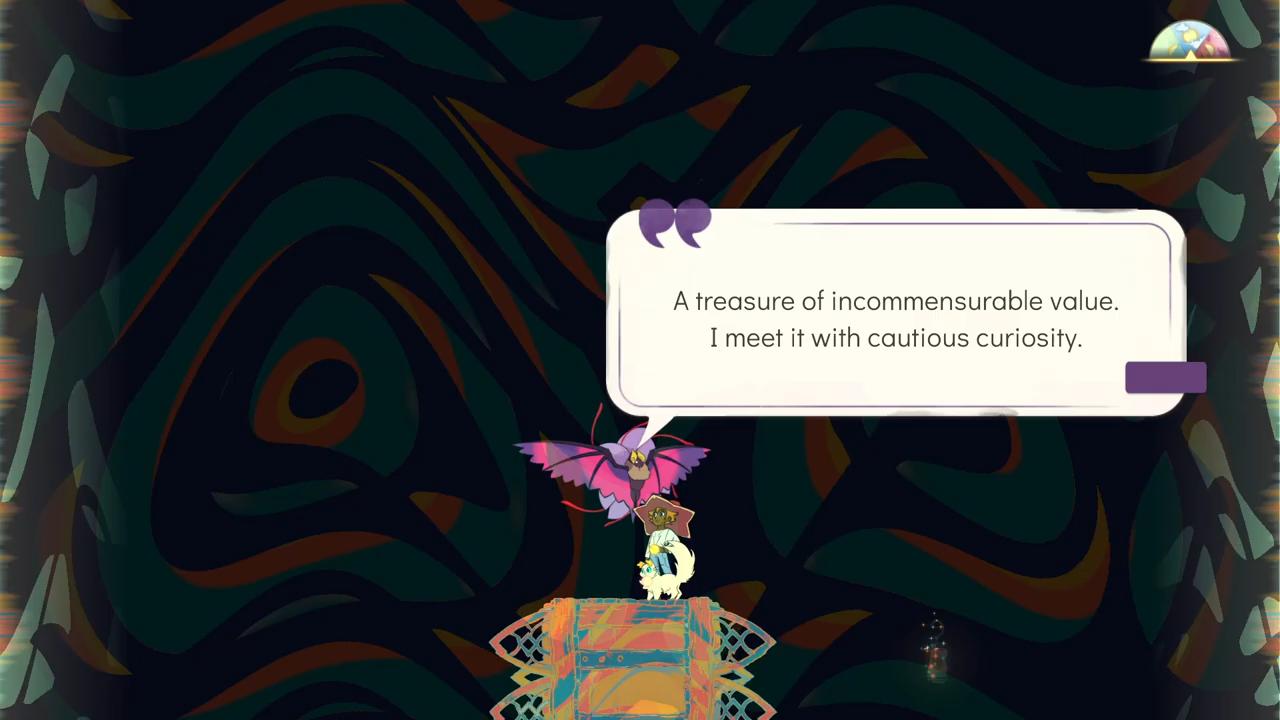 A treasure of incommensurable value.
I meet it with cautious curiosity.